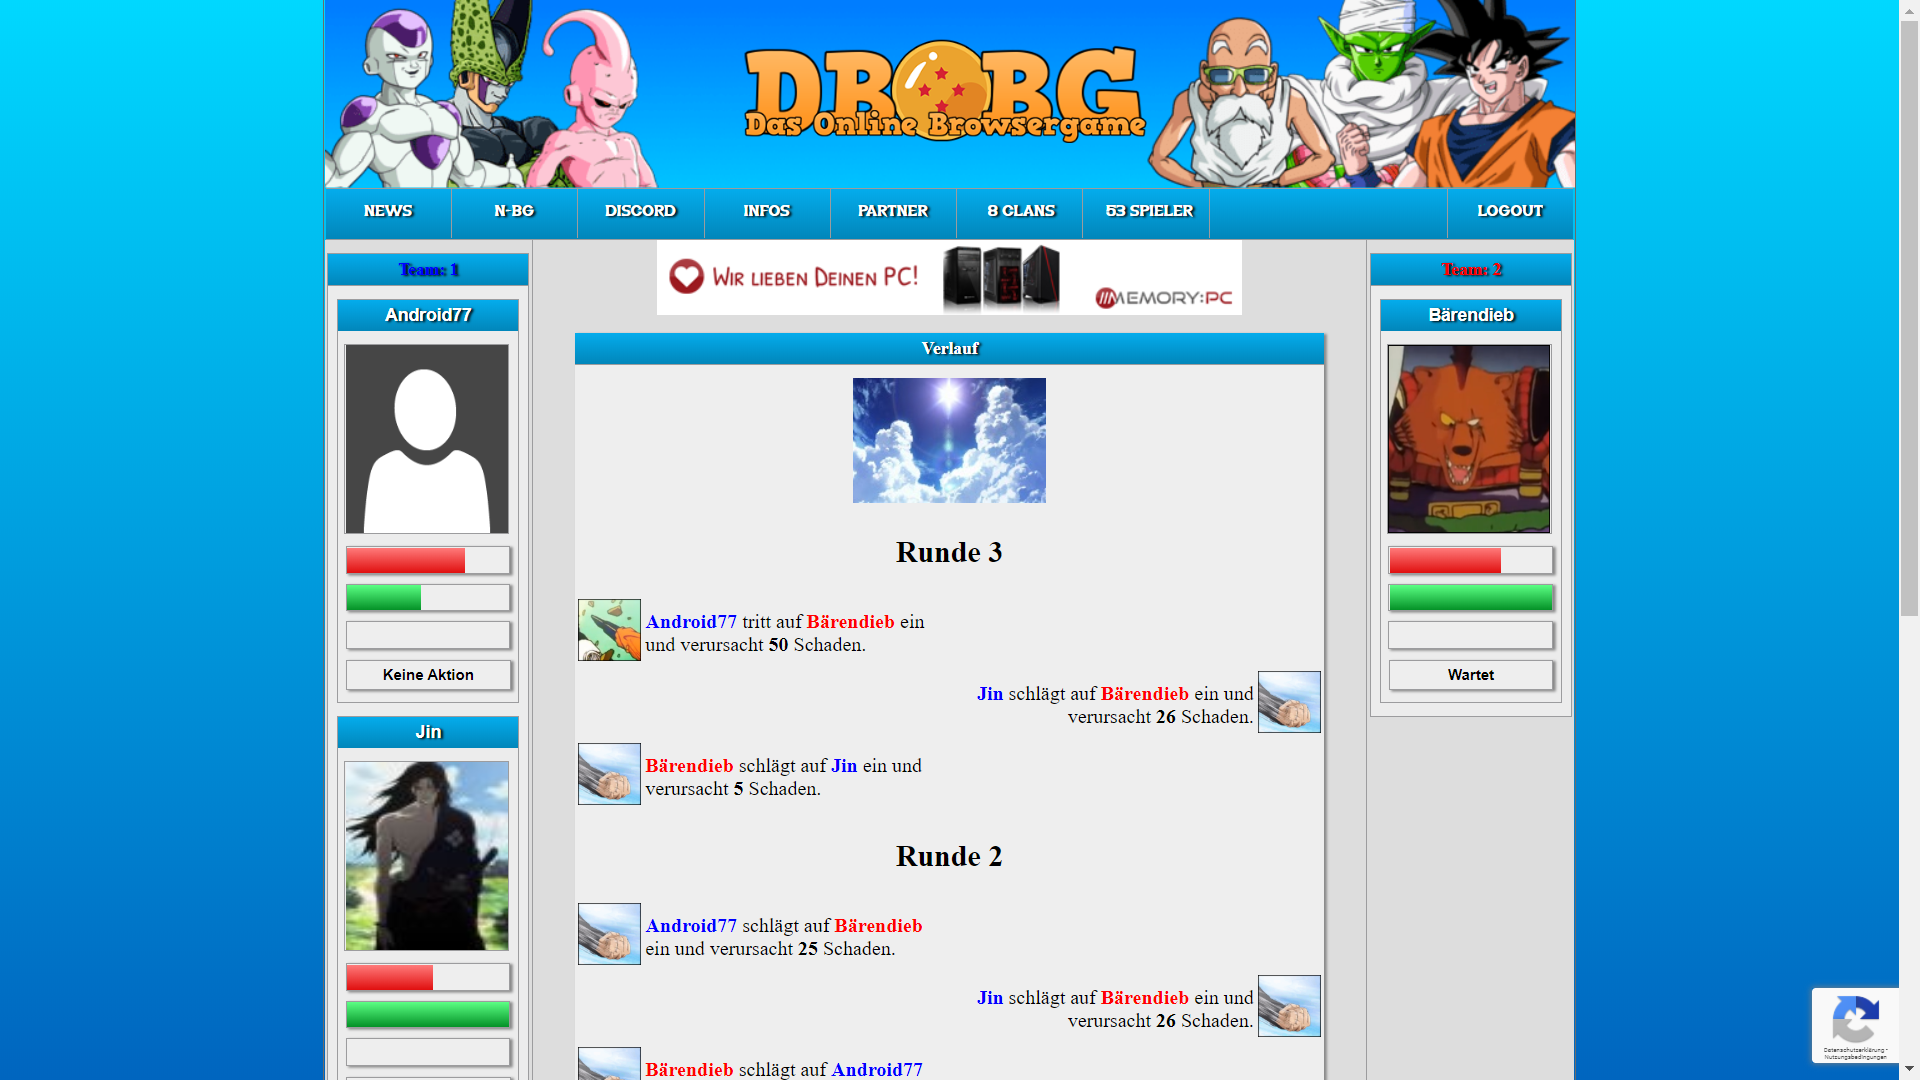 DBBG
Das Online Browsergame
NEWS
N-BG
DISCORD
INFOS
PARTNER
8 CLANS
53 SPIELER
LOGOUT
Team: 1
Android77
Keine Aktion
Jin
WIR LIEBEN DEINEN PC!
MEMORY:PC
Verlauf
Runde 3
Android77 tritt auf Bärendieb ein
und verursacht 50 Schaden.
Jin schlägt auf Bärendieb ein und
verursacht 26 Schaden.
Bärendieb schlägt auf Jin ein und
verursacht 5 Schaden.
Runde 2
Android77 schlägt auf Bärendieb
ein und verursacht 25 Schaden.
Jin schlägt auf Bärendieb ein und
verursacht 26 Schaden.
Bärendieb schlägt auf Android77
Team: 2
Bärendieb
Wartet
Datenschutzerklärung -
Nutzungsbedingungen